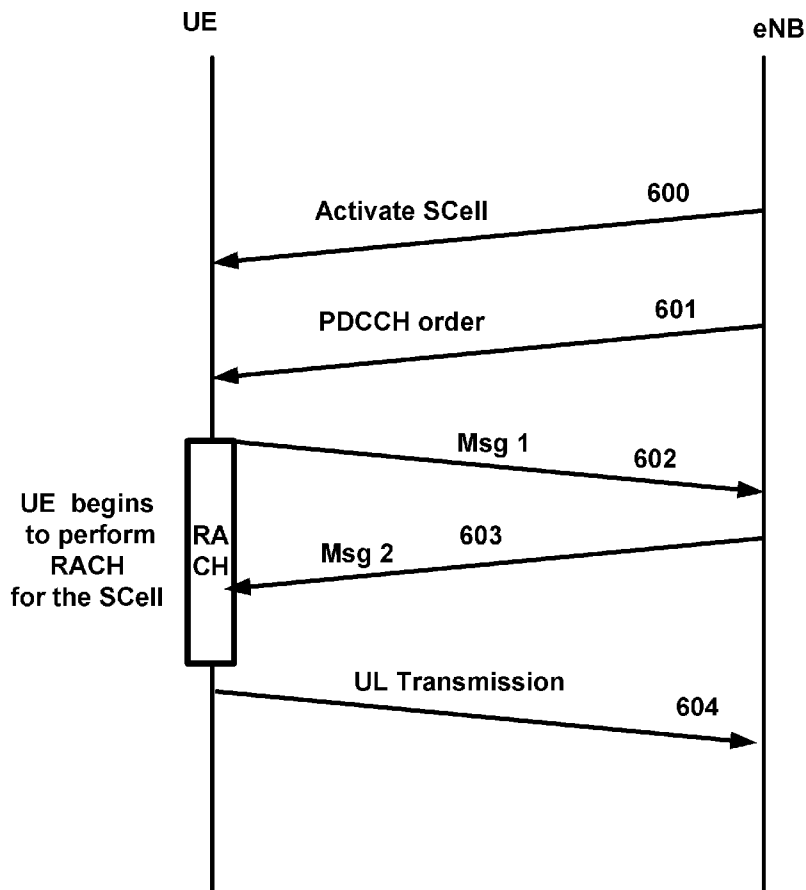 UE
eNB
600
Activate SCell
601
PDCCH order
Msg 1
602
UE begins
to perform
RACH
for the SCell
RA
CH
603
Msg 2
UL Transmission
604